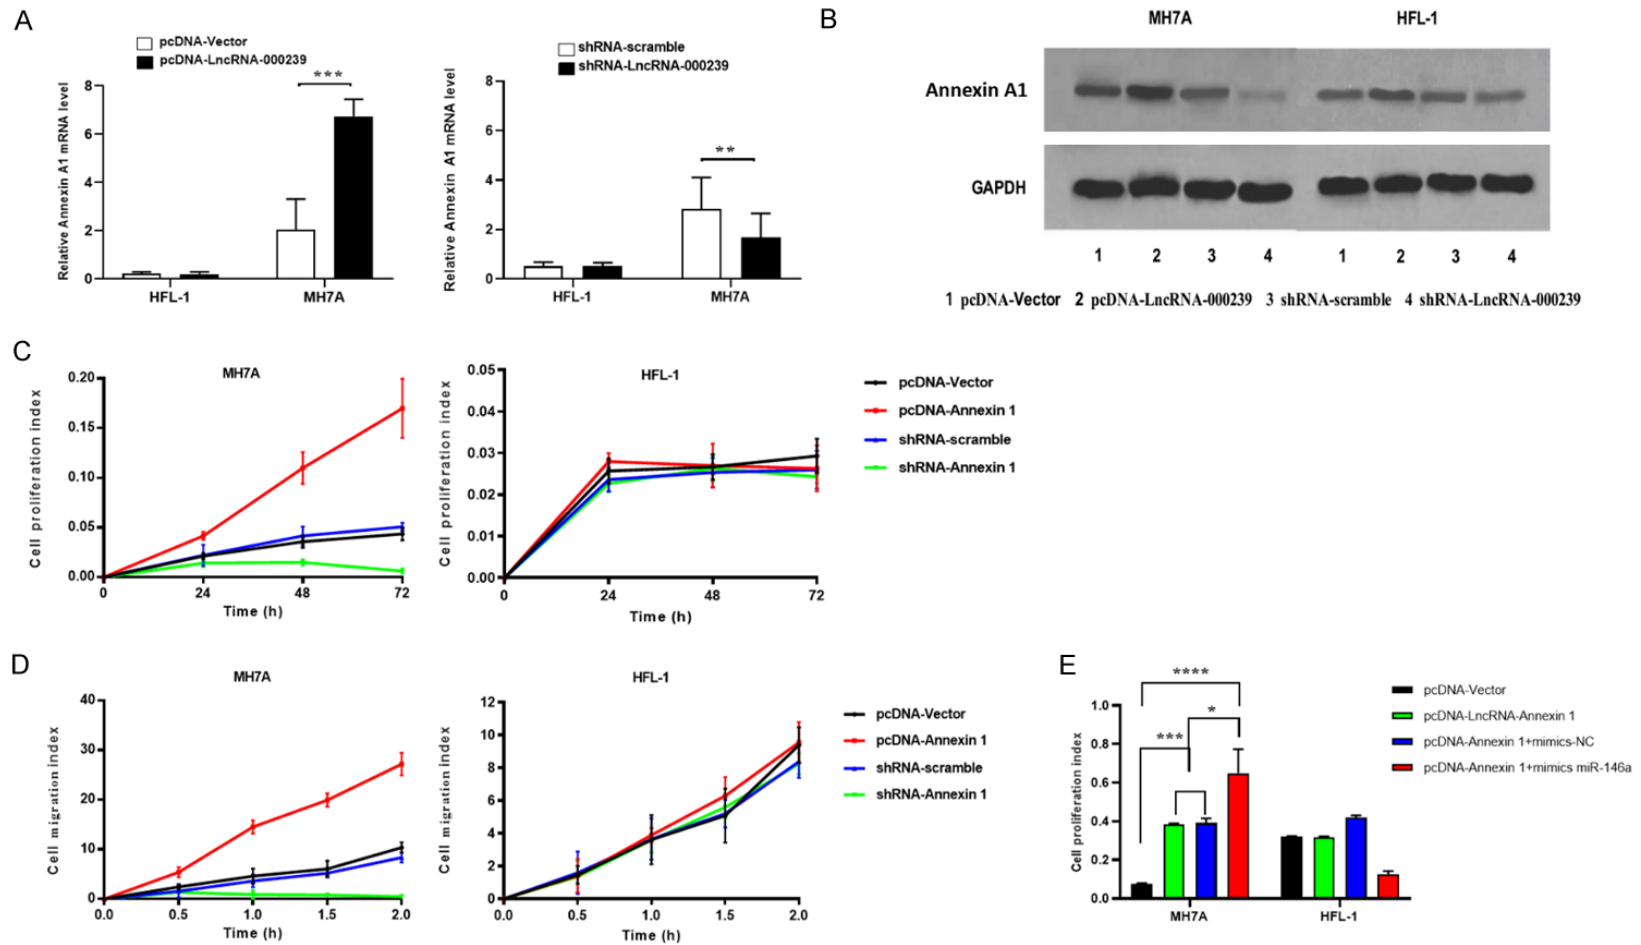 A
pcDNA-Vector
pcDNA-LncRNA-000239
***
Relative Annexin A1 mRNA level
8
6
4
2
0
HFL-1
MH7A
shRNA-scramble
shRNA-LncRNA-000239
**
Relative Annexin A1 mRNA level
8
6
4
2
0
HFL-1
MH7A
B
MH7A
HFL-1
Annexin A1
GAPDH
1 2 3 4 1 2 3 4
1 pcDNA-Vector 2 pcDNA-LncRNA-000239 3 shRNA-scramble 4 shRNA-LncRNA-000239
C
MH7A
Cell proliferation index
0.20
0.15
0.10
0.05
0.00
0 24 48 72
Time (h)
HFL-1
Cell proliferation index
0.05
0.04
0.03
0.02
0.01
0.00
0 24 48 72
Time (h)
pcDNA-Vector
pcDNA-Annexin 1
shRNA-scramble
shRNA-Annexin 1
D
MH7A
Cell migration index
40
30
20
10
0
0.0 0.5 1.0 1.5 2.0
Time (h)
HFL-1
Cell migration index
12
10
8
6
4
2
0
0.0 0.5 1.0 1.5 2.0
Time (h)
pcDNA-Vector
pcDNA-Annexin 1
shRNA-scramble
shRNA-Annexin 1
E
****
*
***
Cell proliferation index
1.0
0.8
0.6
0.4
0.2
0.0
MH7A
HFL-1
pcDNA-Vector
pcDNA-LncRNA-Annexin 1
pcDNA-Annexin 1+mimics-NC
pcDNA-Annexin 1+mimics miR-146a